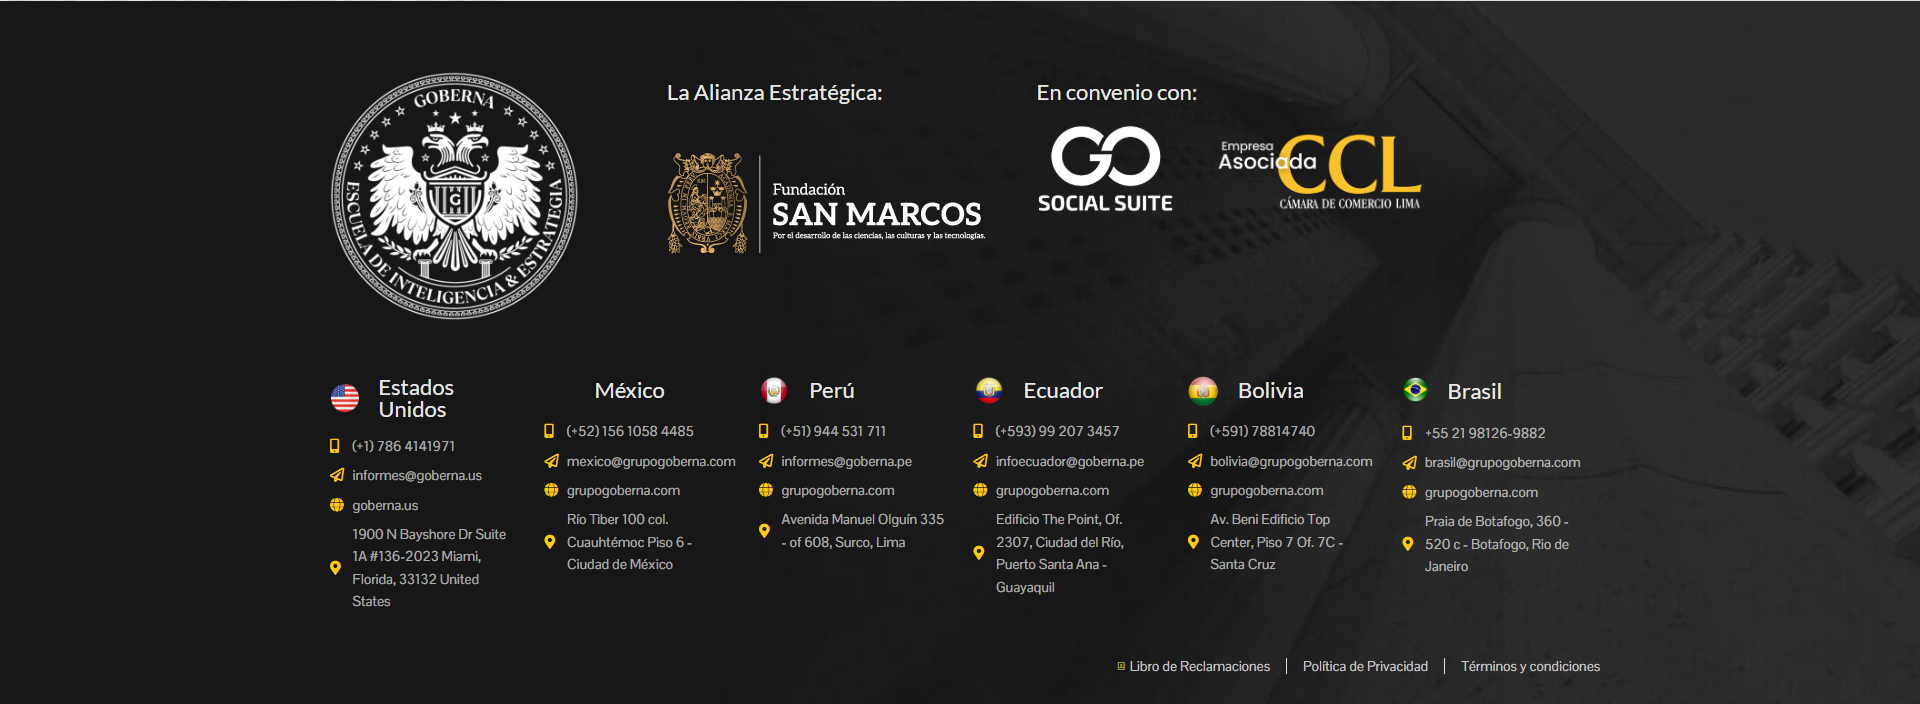 GOBERNA
ESCUELA DE INTELIGENCIA & ESTRATEGIA
G
La Alianza Estratégica:
Fundación
SAN MARCOS
Por el desarrollo de las ciencias, las culturas y las tecnologías.
En convenio con:
GO
SOCIAL SUITE
Empresa
Asociada
CCL
CÁMARA DE COMERCIO LIMA
Estados
Unidos
(+1) 786 4141971
informes@goberna.us
goberna.us
1900 N Bayshore Dr Suite
1A #136-2023 Miami,
Florida, 33132 United
States
México
(+52) 156 1058 4485
mexico@grupogoberna.com
grupogoberna.com
Río Tiber 100 col.
Cuauhtémoc Piso 6 -
Ciudad de México
Perú
(+51) 944 531 711
informes@goberna.pe
grupogoberna.com
Avenida Manuel Olguín 335
- of 608, Surco, Lima
Ecuador
(+593) 99 207 3457
infoecuador@goberna.pe
grupogoberna.com
Edificio The Point, Of.
2307, Ciudad del Río,
Puerto Santa Ana -
Guayaquil
Bolivia
(+591) 78814740
bolivia@grupogoberna.com
grupogoberna.com
Av. Beni Edificio Top
Center, Piso 7 Of. 7C -
Santa Cruz
Brasil
+55 21 98126-9882
brasil@grupogoberna.com
grupogoberna.com
Praia de Botafogo, 360 -
520 c - Botafogo, Rio de
Janeiro
Libro de Reclamaciones
Política de Privacidad
Términos y condiciones